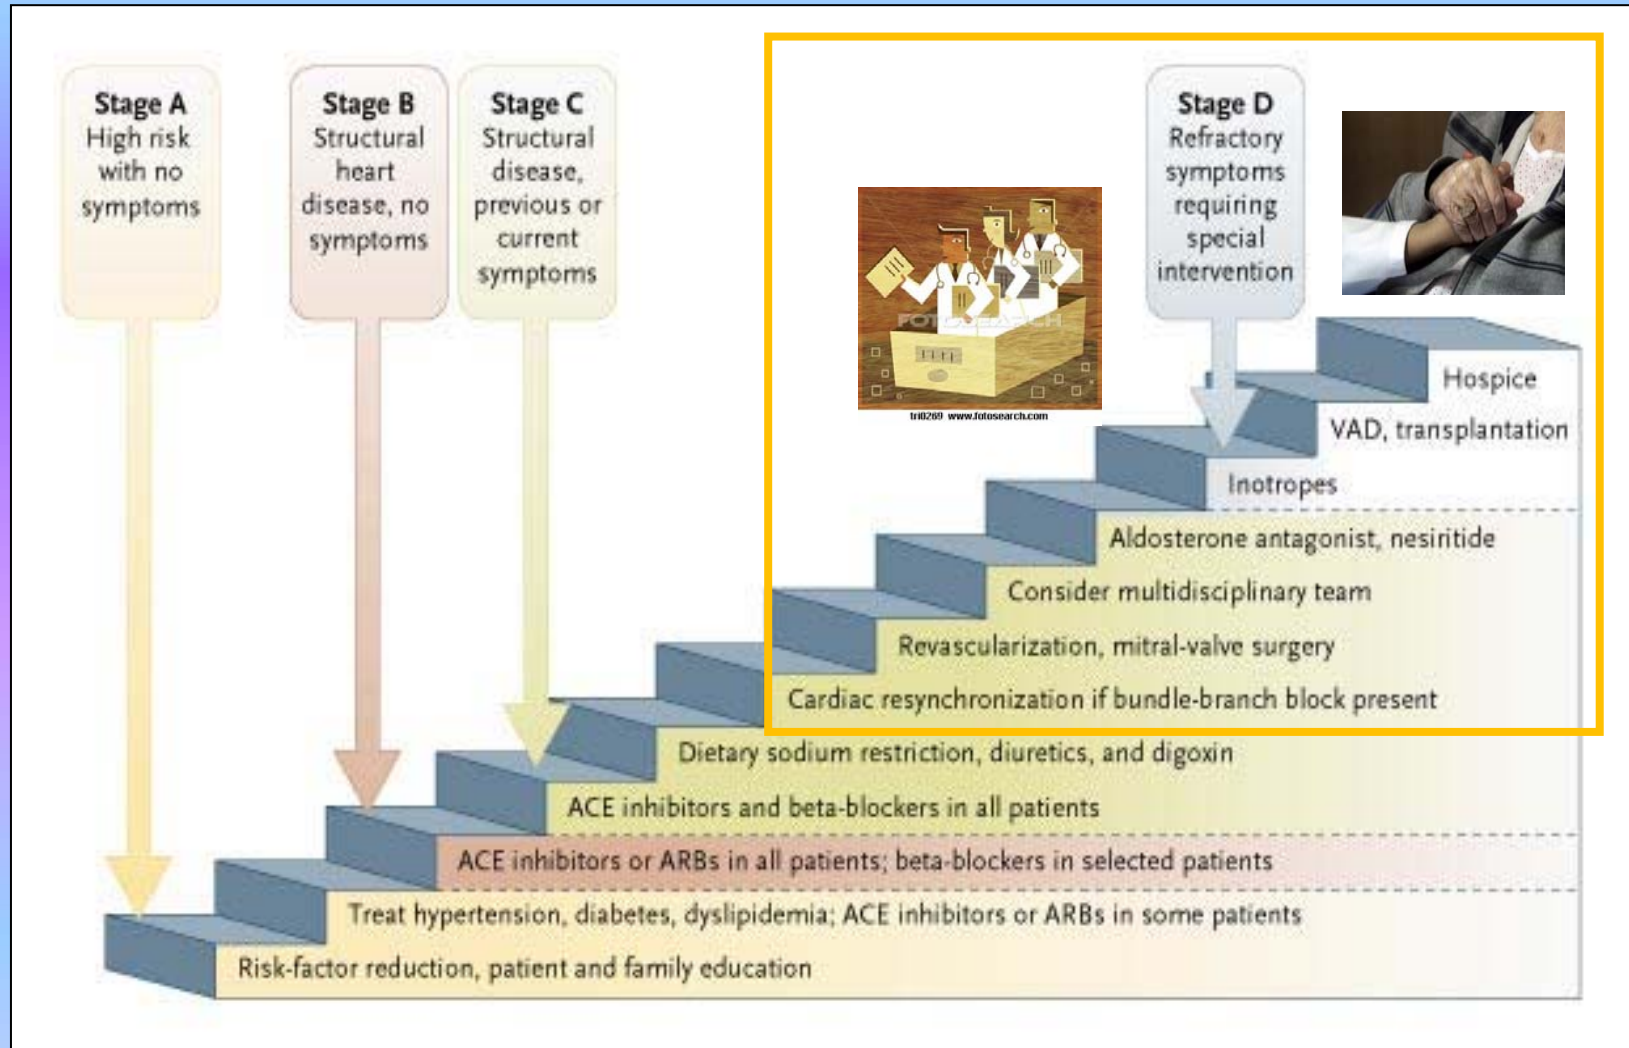 Stage A
High risk
with no
symptoms
Stage B
Structural
heart
disease, no
symptoms
Stage C
Structural
disease,
previous or
current
symptoms
Stage D
Refractory
symptoms
requiring
special
intervention
FOTOSEARCH
tri0269 www.fotosearch.com
Hospice
VAD, transplantation
Inotropes
Aldosterone antagonist, nesiritide
Consider multidisciplinary team
Revascularization, mitral-valve surgery
Cardiac resynchronization if bundle-branch block present
Dietary sodium restriction, diuretics, and digoxin
ACE inhibitors and beta-blockers in all patients
ACE inhibitors or ARBs in all patients; beta-blockers in selected patients
Treat hypertension, diabetes, dyslipidemia; ACE inhibitors or ARBs in some patients
Risk-factor reduction, patient and family education